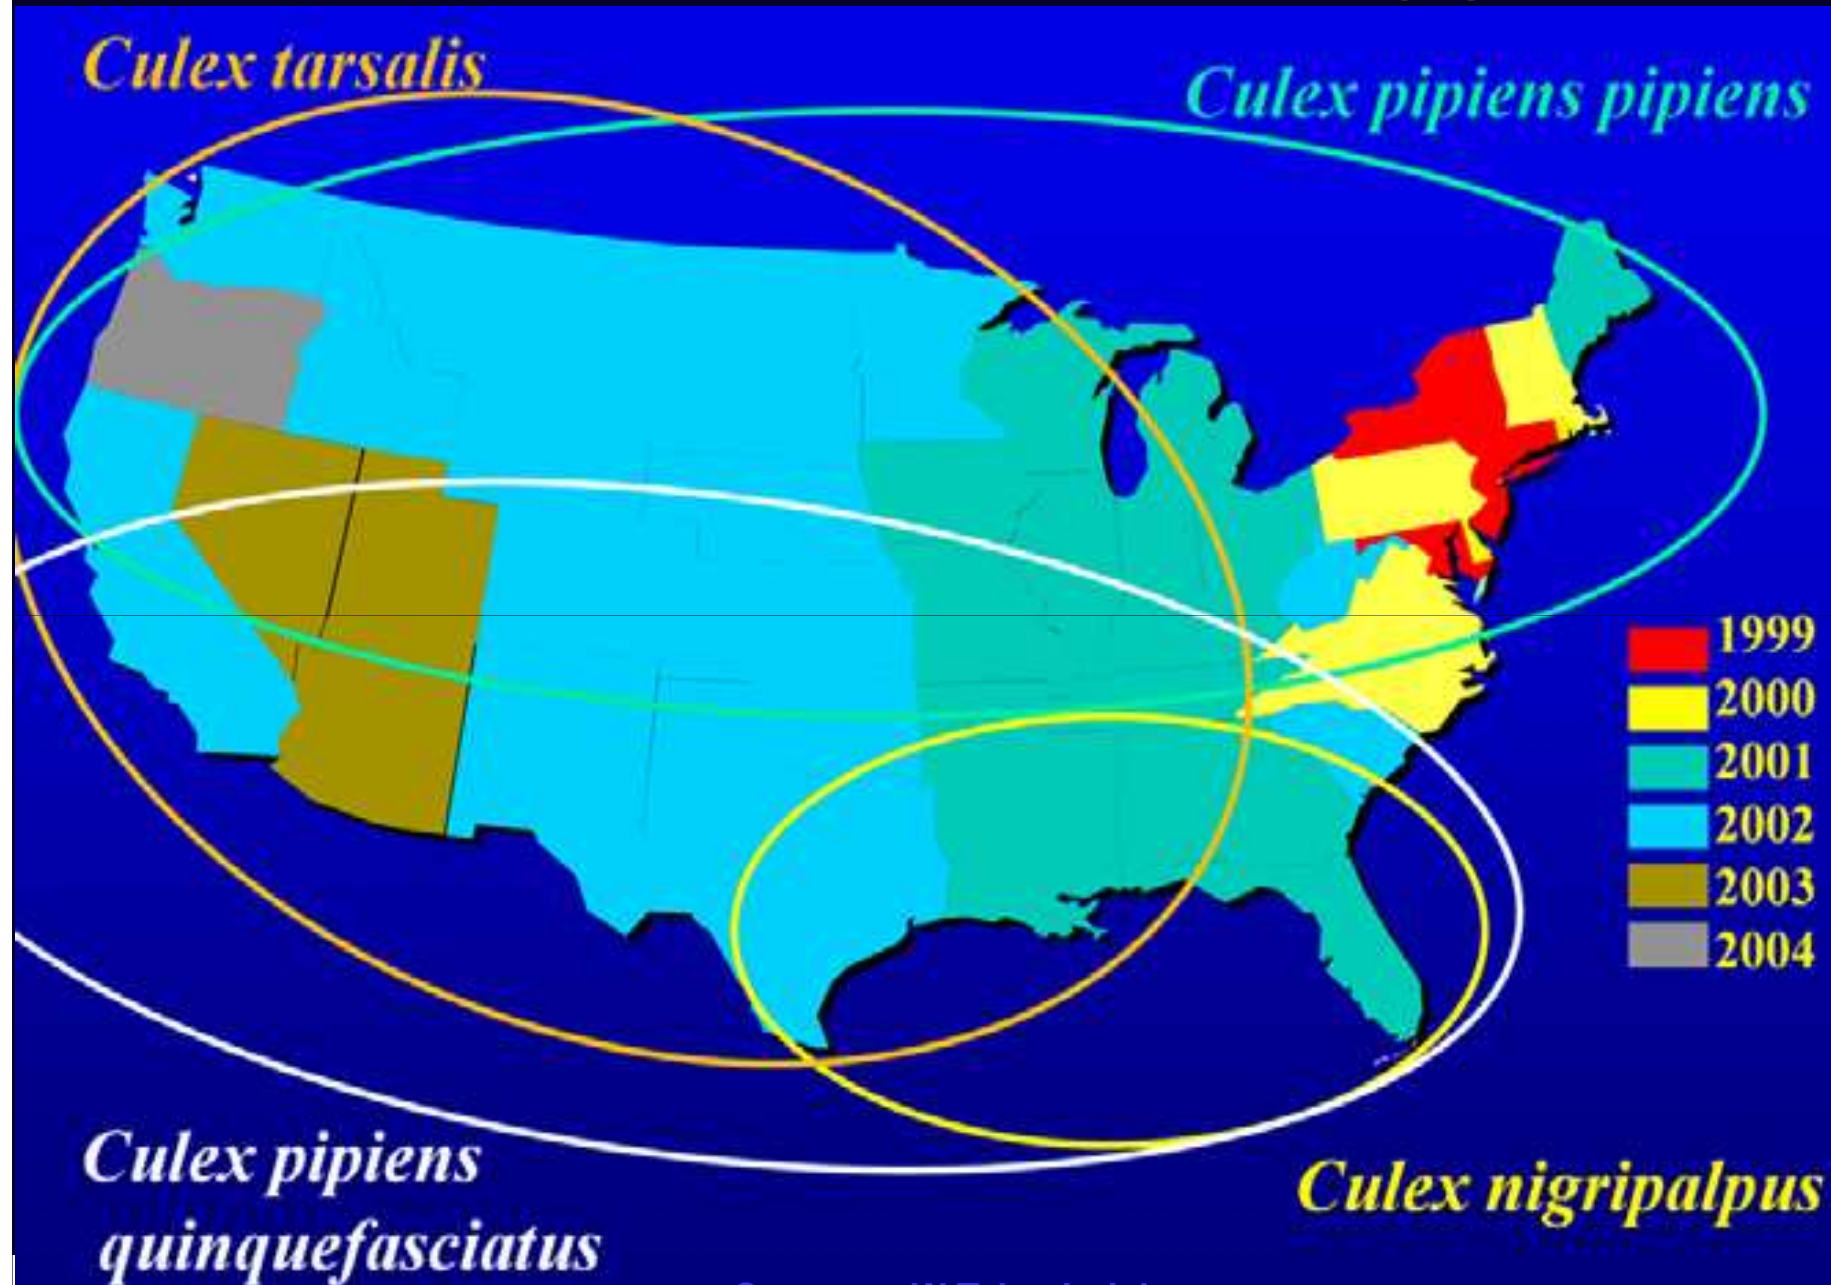 Culex tarsalis
Culex pipiens pipiens
1999
2000
2001
2002
2003
2004
Culex pipiens
quinquefasciatus
Culex nigripalpus